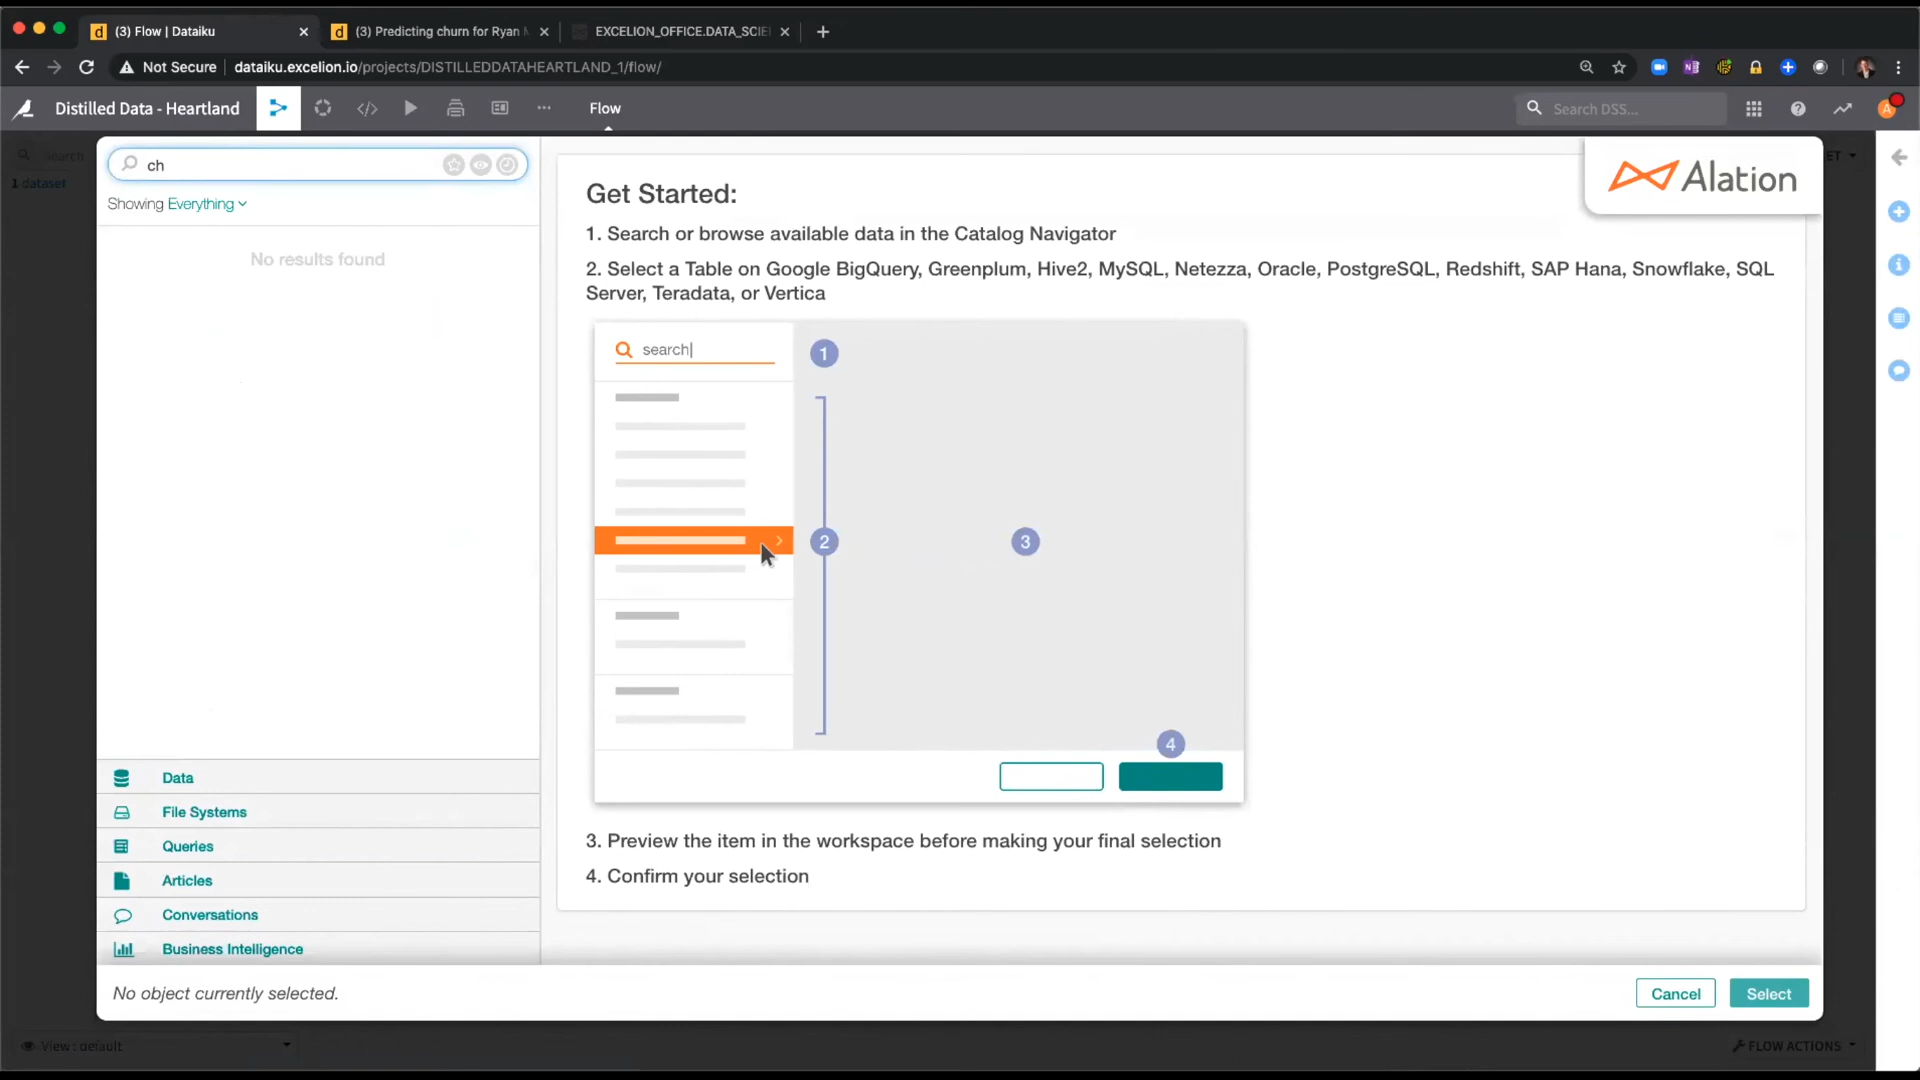 (3) Flow | Dataiku
(3) Predicting churn for Ryan
EXCELION_OFFICE.DATA_SCIE
Not Secure
dataiku.excelion.io/projects/DISTILLEDDATAHEARTLAND_1/flow/
Distilled Data - Heartland
Flow
Search DSS...
search
1 dataset
ch
Showing Everything
No results found
Data
File Systems
Queries
Articles
Conversations
Business Intelligence
Alation
Get Started:
1. Search or browse available data in the Catalog Navigator
2. Select a Table on Google BigQuery, Greenplum, Hive2, MySQL, Netezza, Oracle, PostgreSQL, Redshift, SAP Hana, Snowflake, SQL
Server, Teradata, or Vertica
search
1
2
3
4
3. Preview the item in the workspace before making your final selection
4. Confirm your selection
No object currently selected.
Cancel
Select
View : default
FLOW ACTIONS